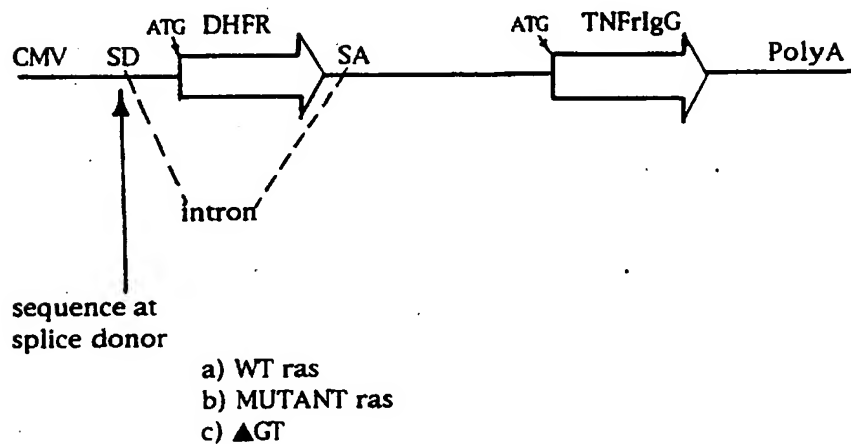 ATG DHFR ATG TNFrIgG
CMV SD SA PolyA
intron
sequence at
splice donor
a) WT ras
b) MUTANT ras
c) ▲GT